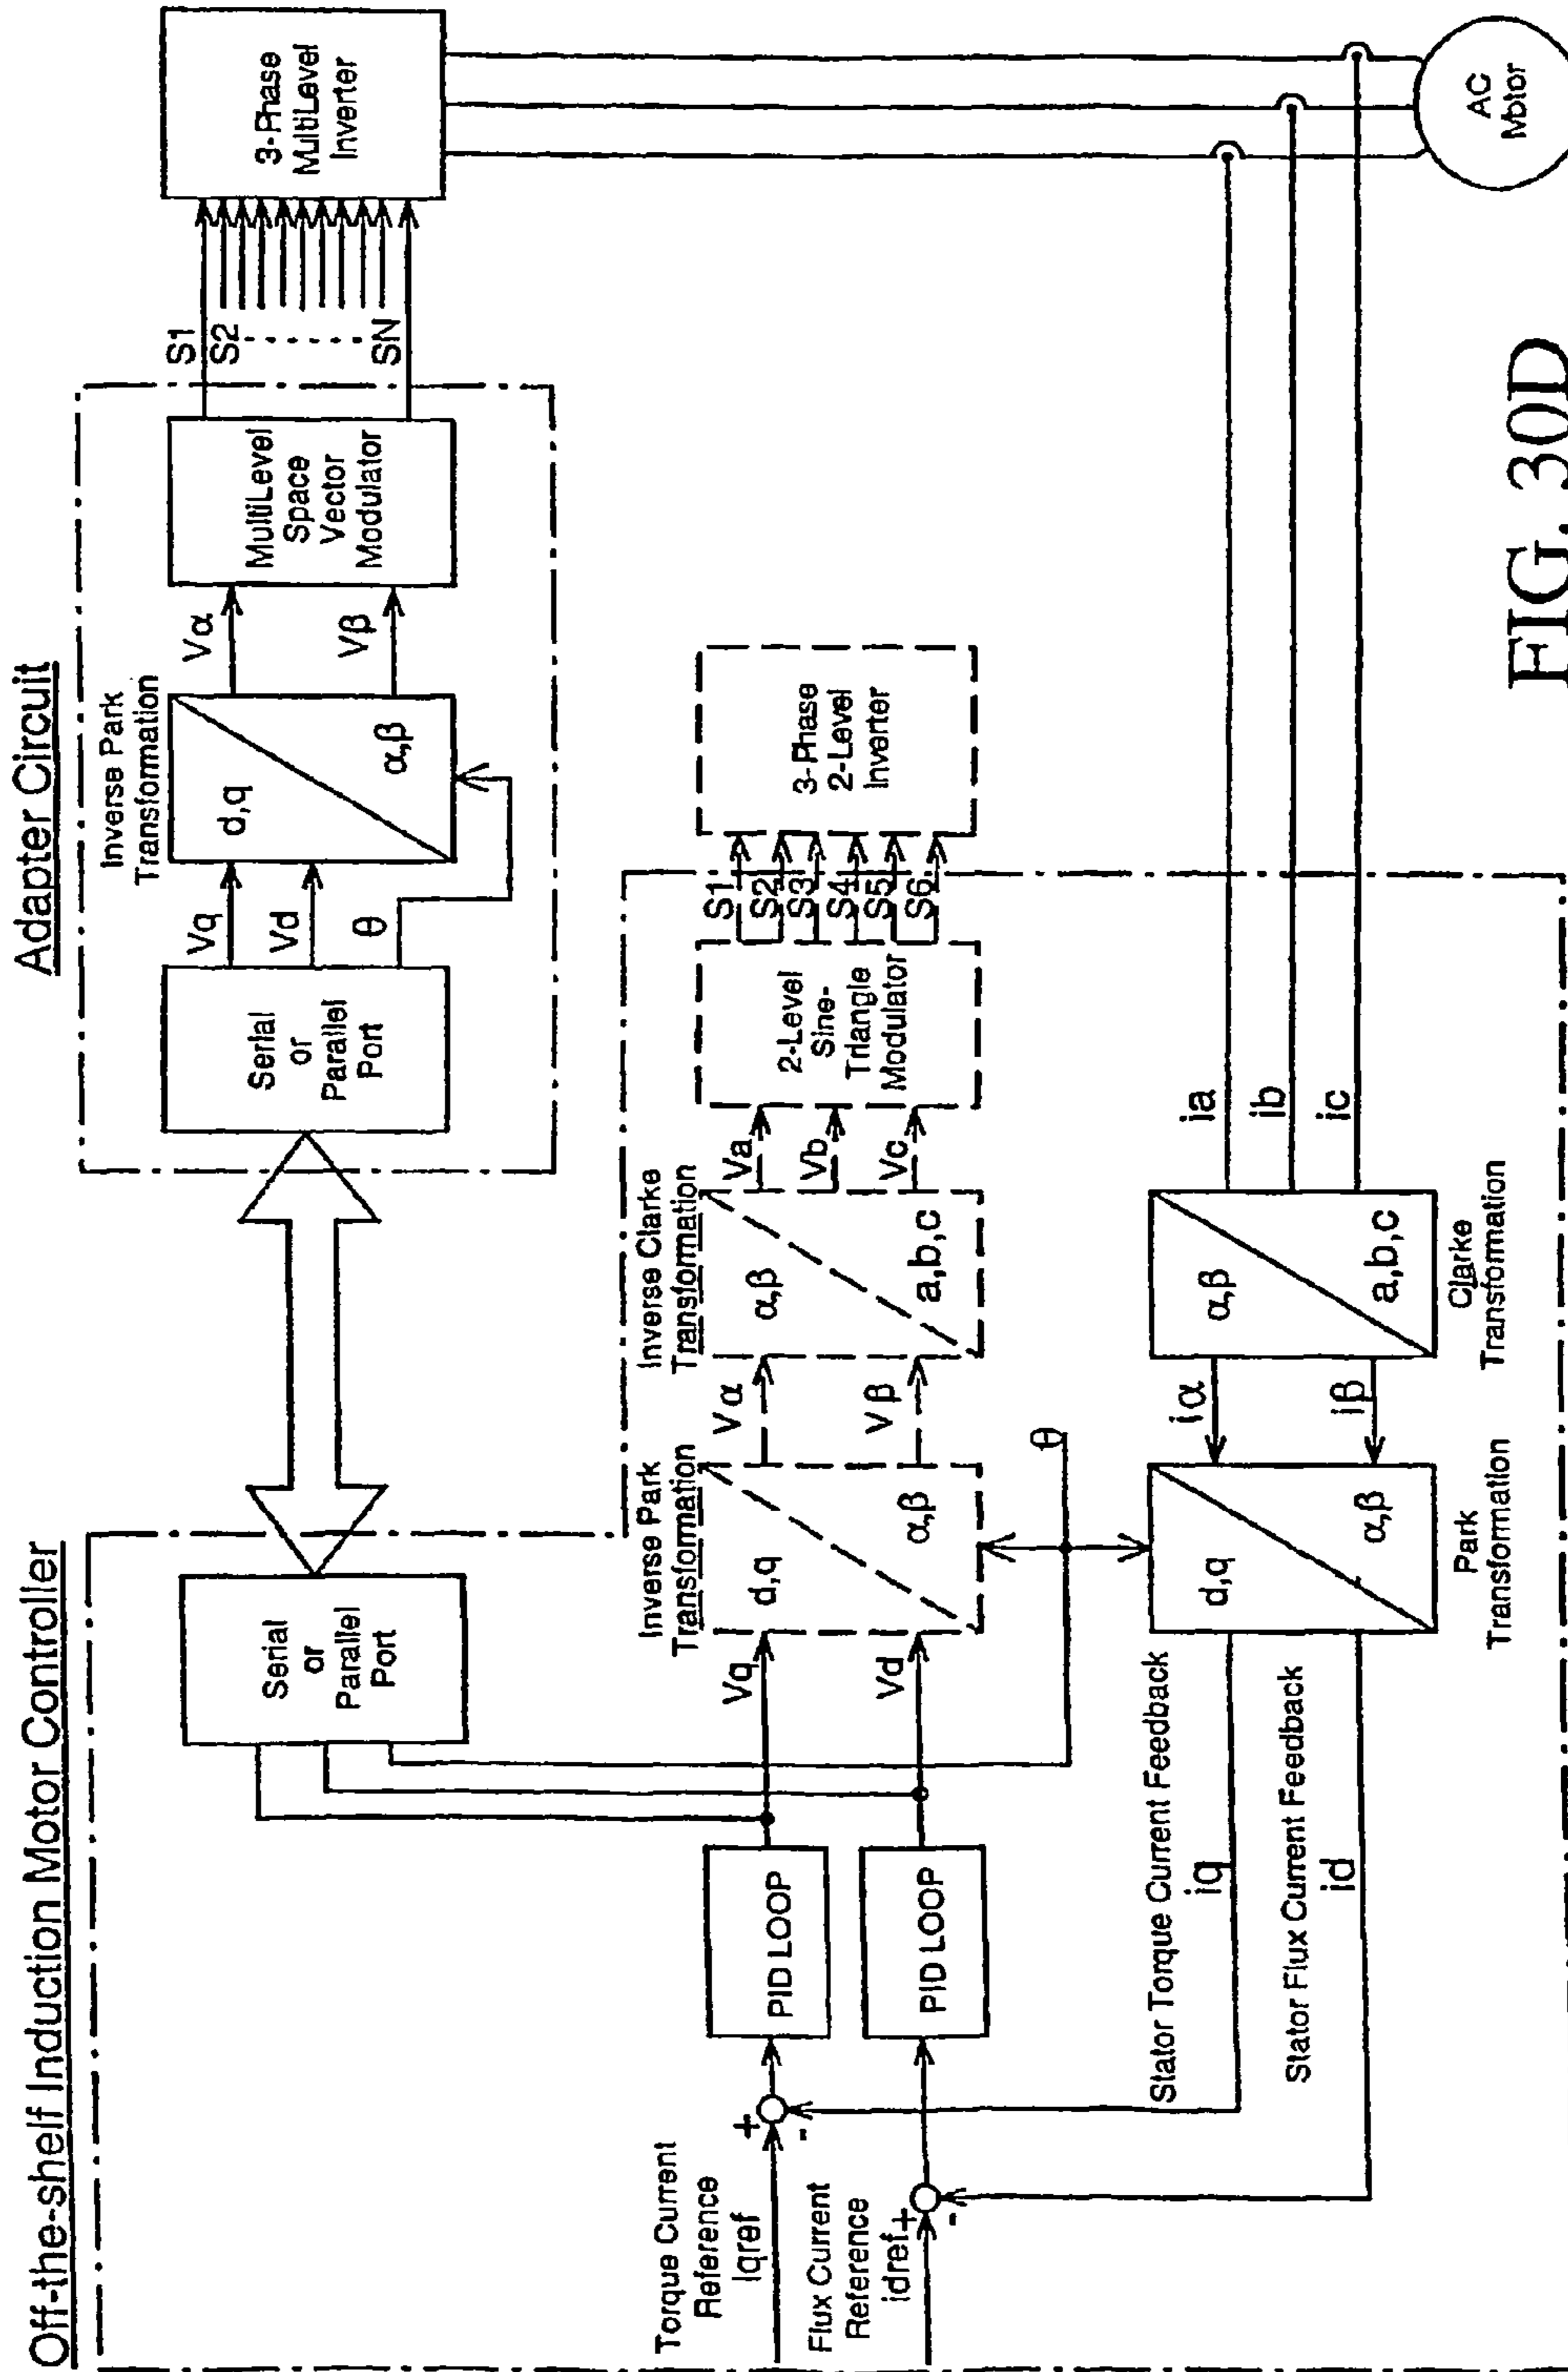 Off-the-shelf Induction Motor Controller
Adapter Circuit
Serial
or
Parallel
Port
Serial
or
Parallel
Port
Vq
Vd
θ
Inverse Park
Transformation
d,q
α,β
Vα
Vβ
MultiLevel
Space
Vector
Modulator
S1
S2
SN
3-Phase
MultiLevel
Inverter
Torque Current
Reference
Iqref
+
-
Flux Current
Reference
idref
+
-
PID LOOP
PID LOOP
Vq
Vd
Inverse Park
Transformation
d,q
α,β
Vα
Vβ
Inverse Clarke
Transformation
α,β
a,b,c
Va
Vb
Vc
2-Level
Sine-
Triangle
Modulator
S1
S2
S3
S4
S5
S6
3-Phase
2-Level
Inverter
θ
Stator Torque Current Feedback
iq
Stator Flux Current Feedback
id
d,q
α,β
Park
Transformation
iα
iβ
α,β
a,b,c
Clarke
Transformation
ia
ib
ic
AC
Motor
FIG. 30D